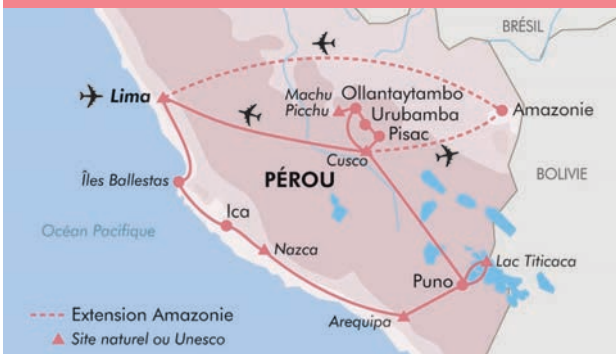 BRÉSIL
Lima
Machu
Picchu
Ollantaytambo
Urubamba
Pisac
Amazonie
Cusco
BOLIVIE
Îles Ballestas
PÉROU
Ica
Océan Pacifique
Nazca
Lac Titicaca
Puno
Extension Amazonie
Arequipa
Site naturel ou Unesco